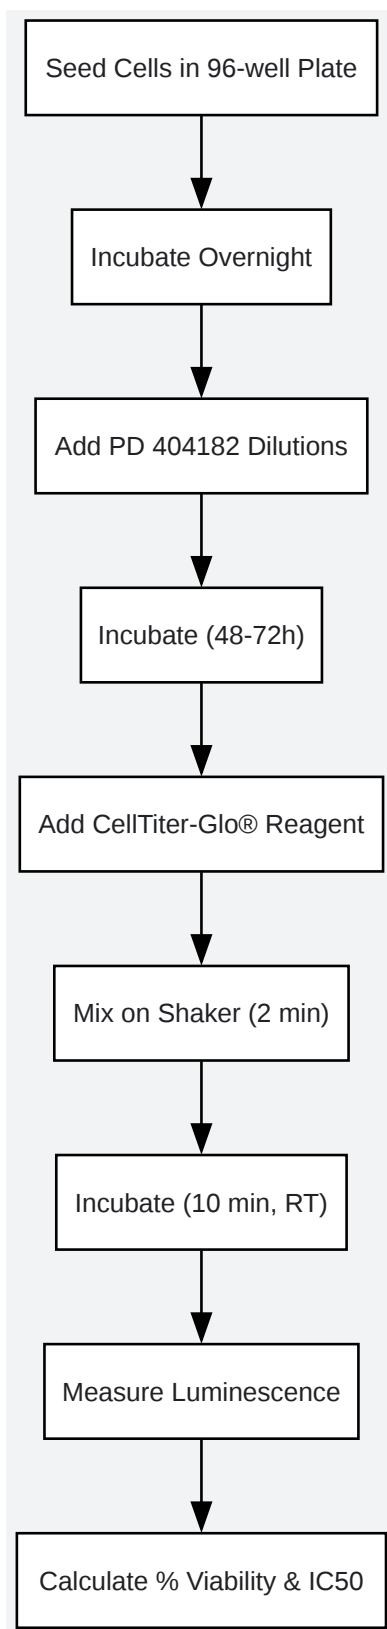 Seed Cells in 96-well Plate
Incubate Overnight
Add PD 404182 Dilutions
Incubate (48-72h)
Add CellTiter-Glo® Reagent
Mix on Shaker (2 min)
Incubate (10 min, RT)
Measure Luminescence
Calculate % Viability & IC50